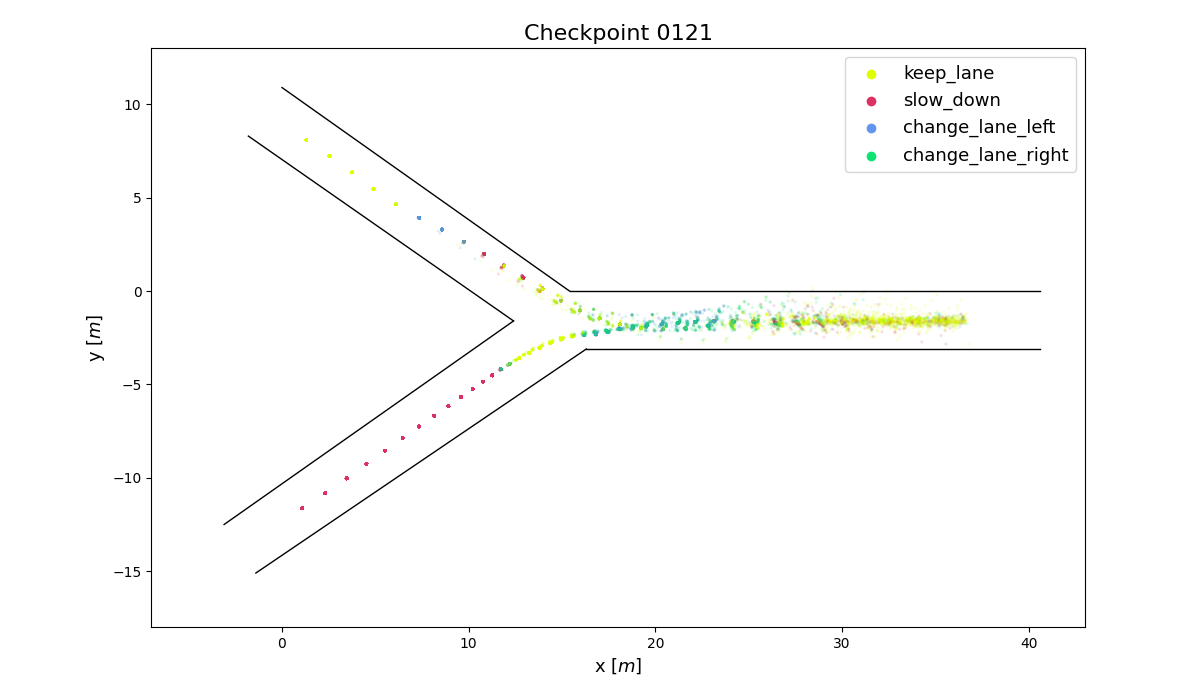 Checkpoint 0121
keep_lane
slow_down
change_lane_left
change_lane_right
y [m]
10
5
0
−5
−10
−15
0
10
20
30
40
x [m]